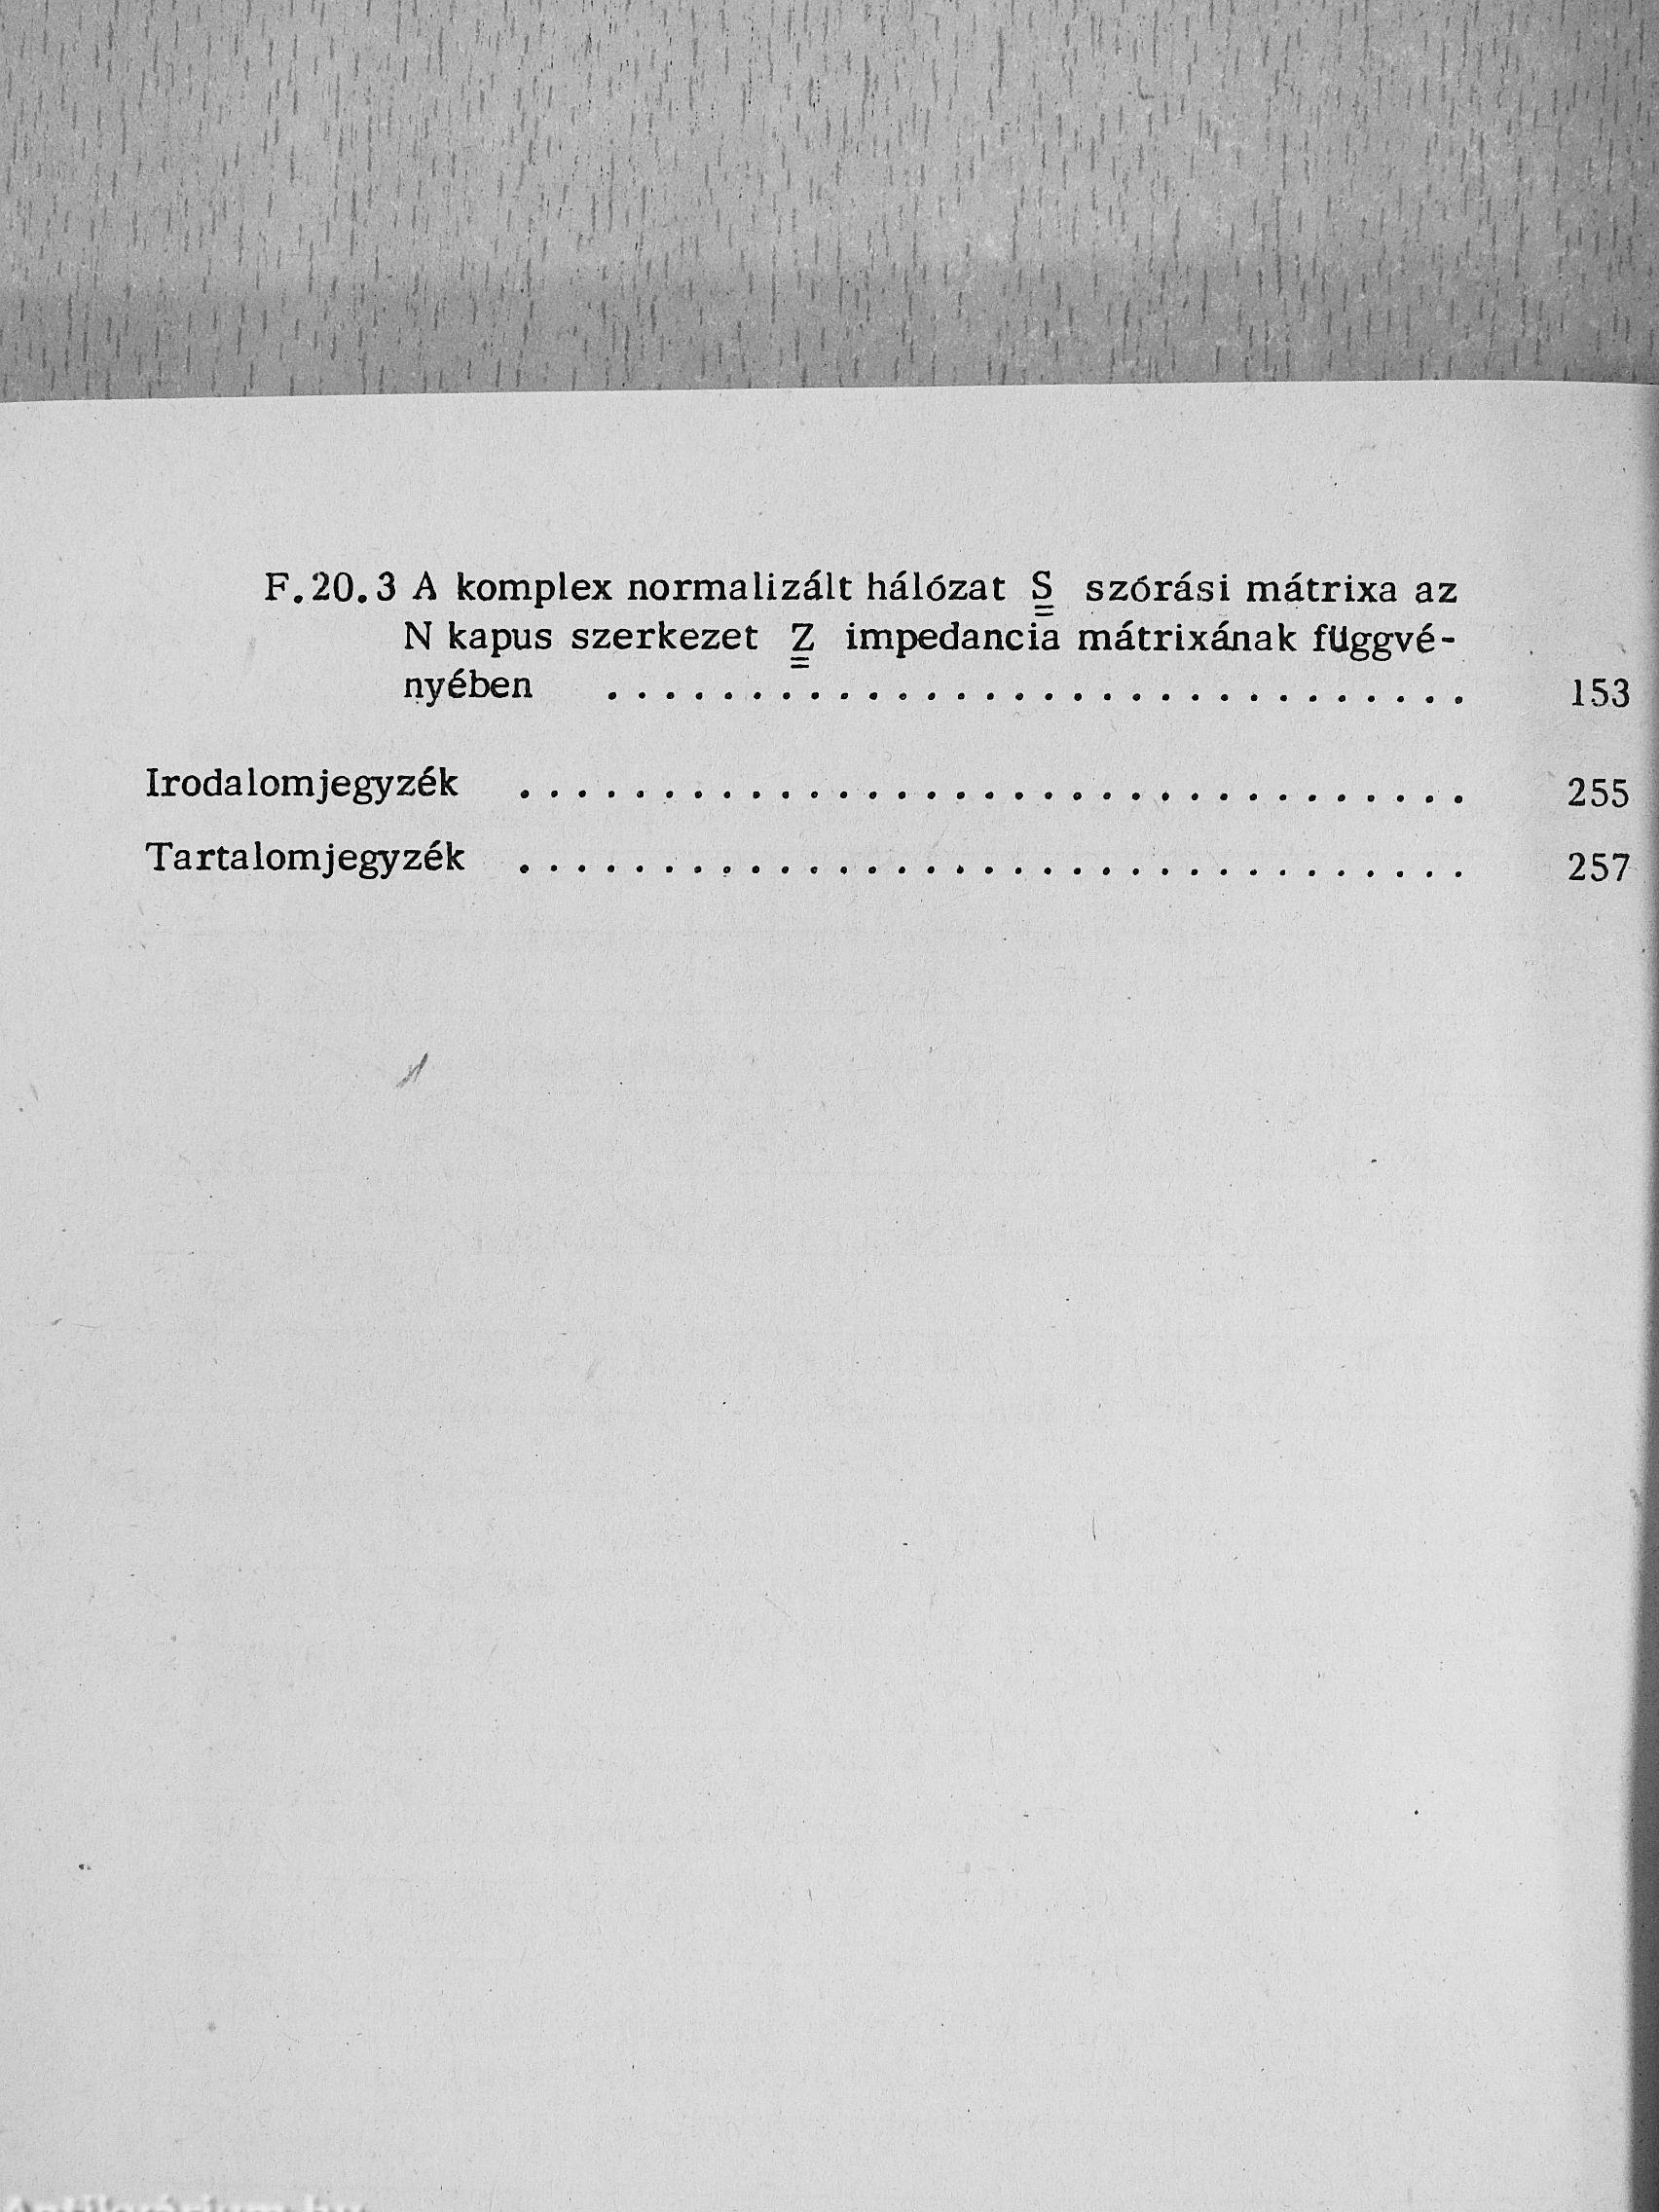 F.20.3 A komplex normalizált hálózat S szórási mátrixa az
N kapus szerkezet Z impedancia mátrixának függvé-
nyében . . . . . . . . . . . . . . . . . . . . . . . . . . . . . . 153
Irodalomjegyzék . . . . . . . . . . . . . . . . . . . . . . . . . . . . . . . . . 255
Tartalomjegyzék . . . . . . . . . . . . . . . . . . . . . . . . . . . . . . . . . 257